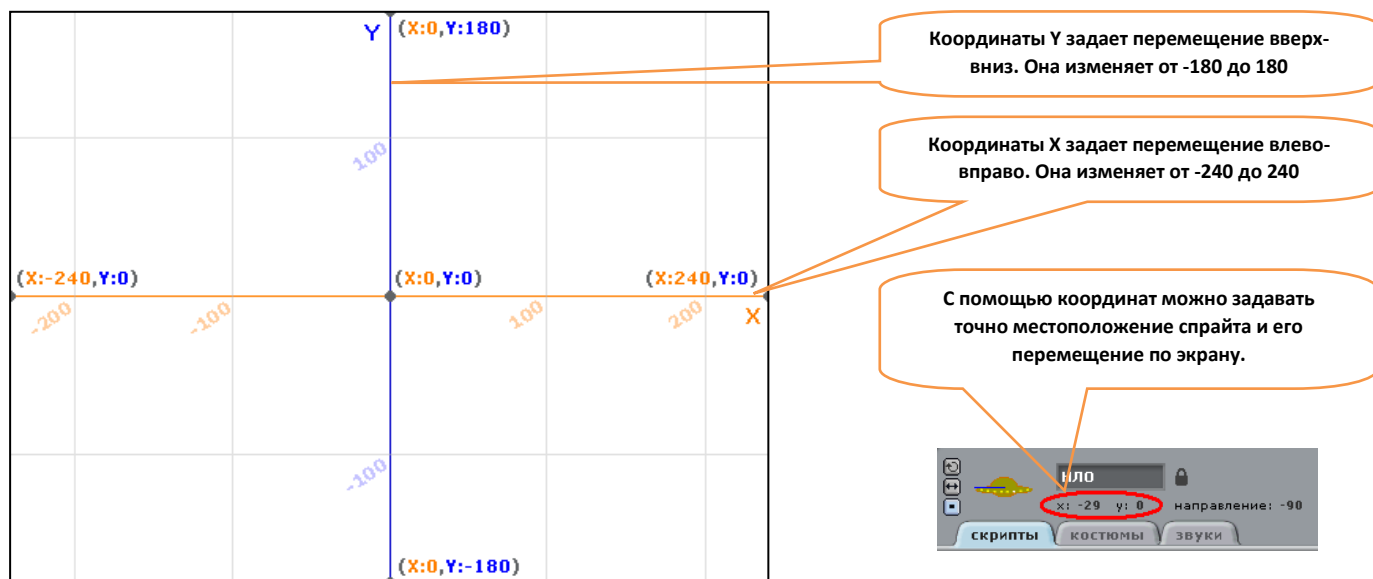 Y (X:0,Y:180)
100
(X:-240,Y:0) (X:0,Y:0) (X:240,Y:0)
-200 -100 100 200 X
-100
(X:0,Y:-180)
Координаты Y задает перемещение вверх-
вниз. Она изменяет от -180 до 180
Координаты X задает перемещение влево-
вправо. Она изменяет от -240 до 240
С помощью координат можно задавать
точно местоположение спрайта и его
перемещение по экрану.
нло
x: -29 y: 0 направление: -90
скрипты костюмы звуки